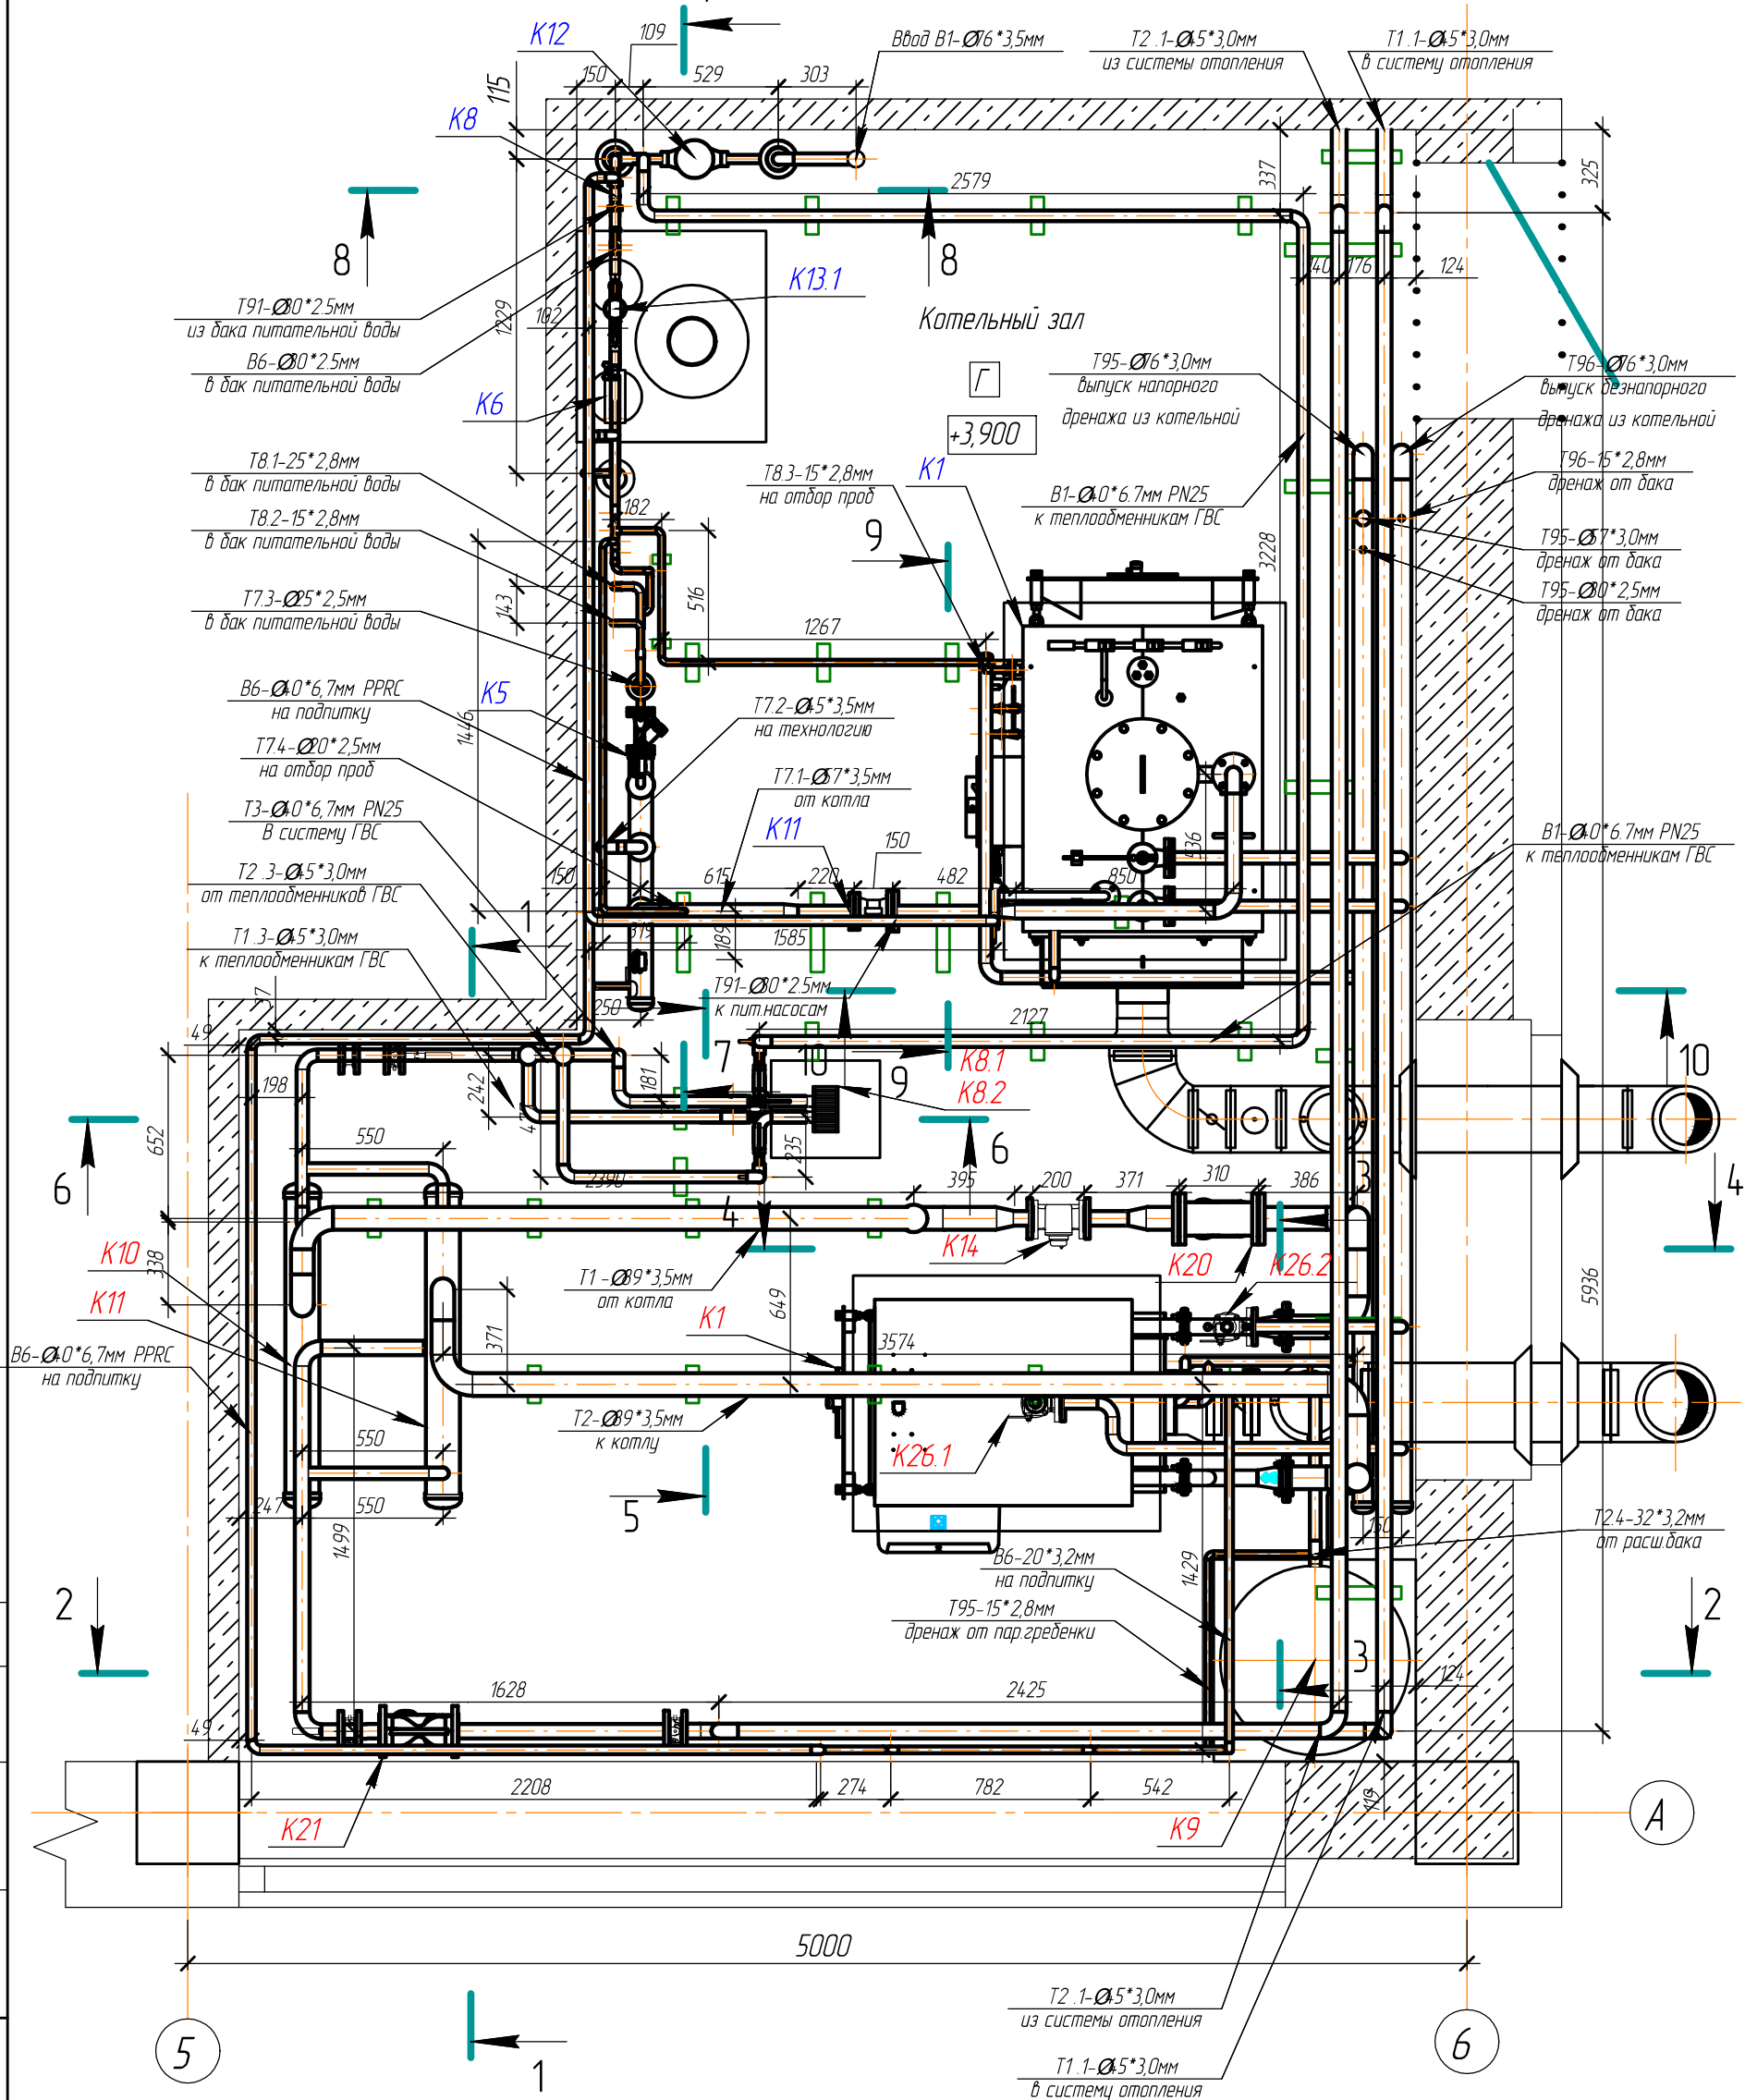 К12
109
Ввод В1-Ø76*3,5мм
Т2.1-Ø45*3,0мм
из системы отопления
Т1.1-Ø45*3,0мм
в систему отопления
115
150
529
303
К8
337
325
2579
8
8
140
176
124
К13.1
Т91-Ø30*2.5мм
из бака питательной воды
1229
182
Котельный зал
В6-Ø30*2.5мм
в бак питательной воды
Т95-Ø76*3,0мм
выпуск напорного
дренажа из котельной
Т96-Ø76*3,0мм
выпуск безнапорного
дренажа из котельной
Г
К6
+3,900
Т8.1-25*2,8мм
в бак питательной воды
Т8.3-15*2,8мм
на отбор проб
К1
Т96-15*2,8мм
дренаж от бака
В1-Ø40*6.7мм PN25
к теплообменникам ГВС
Т8.2-15*2,8мм
в бак питательной воды
182
9
3228
Т95-Ø57*3,0мм
дренаж от бака
143
516
Т7.3-Ø25*2,5мм
в бак питательной воды
Т95-Ø30*2,5мм
дренаж от бака
1267
В6-Ø40*6,7мм PPRC
на подпитку
К5
1446
Т7.2-Ø45*3,5мм
на технологию
Т7.4-Ø20*2,5мм
на отбор проб
Т7.1-Ø57*3,5мм
от котла
Т3-Ø40*6,7мм PN25
В систему ГВС
К11
150
936
В1-Ø40*6.7мм PN25
к теплообменникам ГВС
Т2.3-Ø45*3,0мм
от теплообменников ГВС
150
615
220
482
850
1
319
189
1585
Т1.3-Ø45*3,0мм
к теплообменникам ГВС
Т91-Ø30*2.5мм
к пит.насосам
37
250
2127
49
7
10
9
К8.1
10
198
242
181
К8.2
652
47
550
235
6
6
2390
395
200
371
310
386
3
4
4
К10
338
К14
К20
К26.2
Т1-Ø89*3,5мм
от котла
649
5936
К11
К1
371
3574
В6-Ø40*6,7мм PPRC
на подпитку
Т2-Ø89*3,5мм
к котлу
550
К26.1
5
247
550
1499
150
Т2.4-32*3,2мм
от расш.бака
1429
В6-20*3,2мм
на подпитку
2
2
Т95-15*2,8мм
дренаж от пар.гребенки
3
1628
2425
124
49
2208
274
782
542
119
К21
К9
А
5000
Т2.1-Ø45*3,0мм
из системы отопления
5
6
1
Т1.1-Ø45*3,0мм
в систему отопления